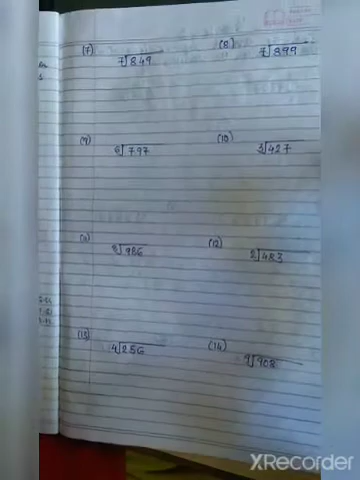 (7) 7)849 (8) 7)899
(9) 6)797 (10) 3)427
8)986 (12) 2)483
(13) 4)256 (14) 9)908
XRecorder